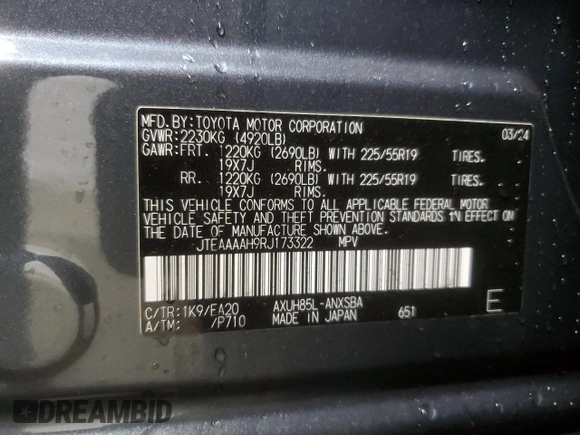 MFD.BY:TOYOTA MOTOR CORPORATION 03/24
GVWR:2230KG (4920LB)
GAWR:FRT. 1220KG (2690LB) WITH 225/55R19 TIRES.
19X7J RIMS.
RR. 1220KG (2690LB) WITH 225/55R19 TIRES.
19X7J RIMS.
THIS VEHICLE CONFORMS TO ALL APPLICABLE FEDERAL MOTOR
VEHICLE SAFETY AND THEFT PREVENTION STANDARDS IN EFFECT ON
THE DATE OF MANUFACTURE SHOWN ABOVE.
JTEAAAAH9RJ173322 MPV
C/TR:1K9/EA20 AXUH85L-ANXSBA
A/TM: /P710 MADE IN JAPAN 651 E
DREAMBID